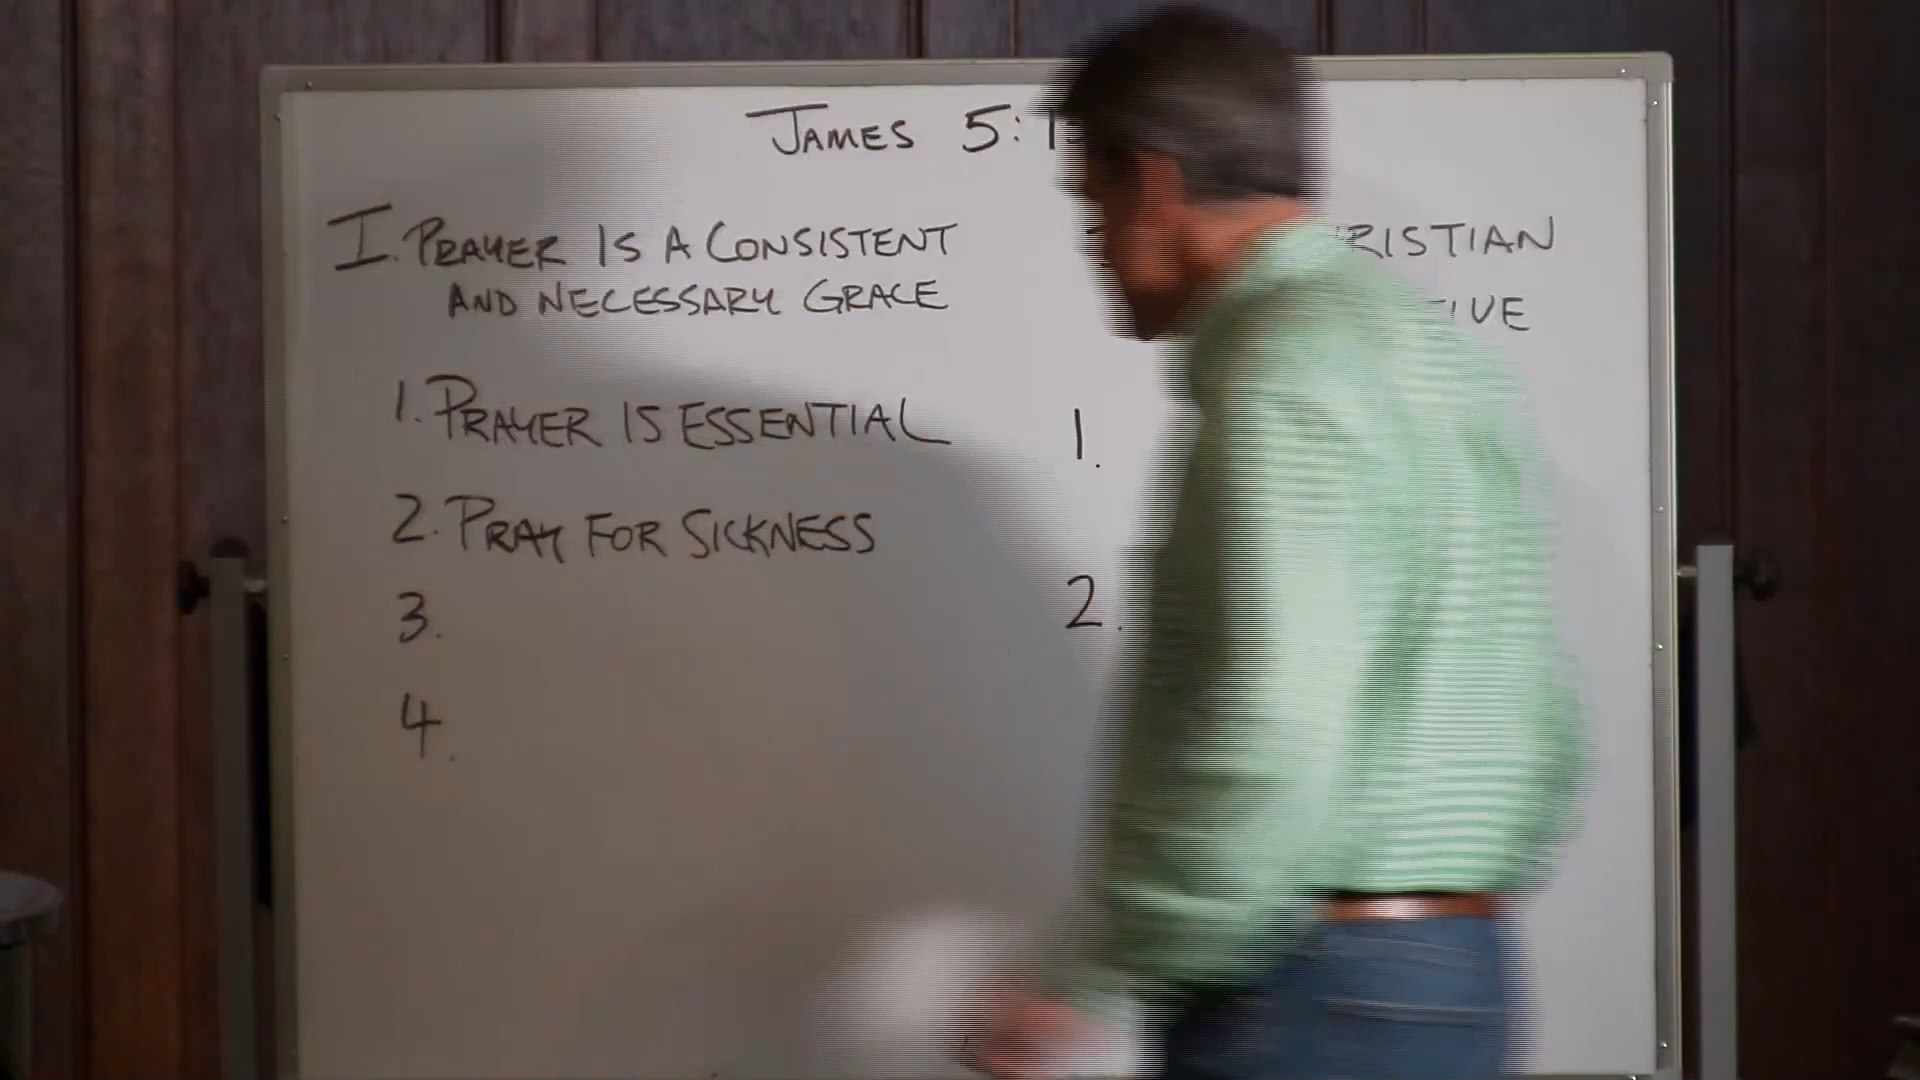 JAMES 5:1
I. PRAYER IS A CONSISTENT
AND NECESSARY GRACE
1. PRAYER IS ESSENTIAL
2. PRAY FOR SICKNESS
3.
4.
RISTIAN
IVE
1.
2.